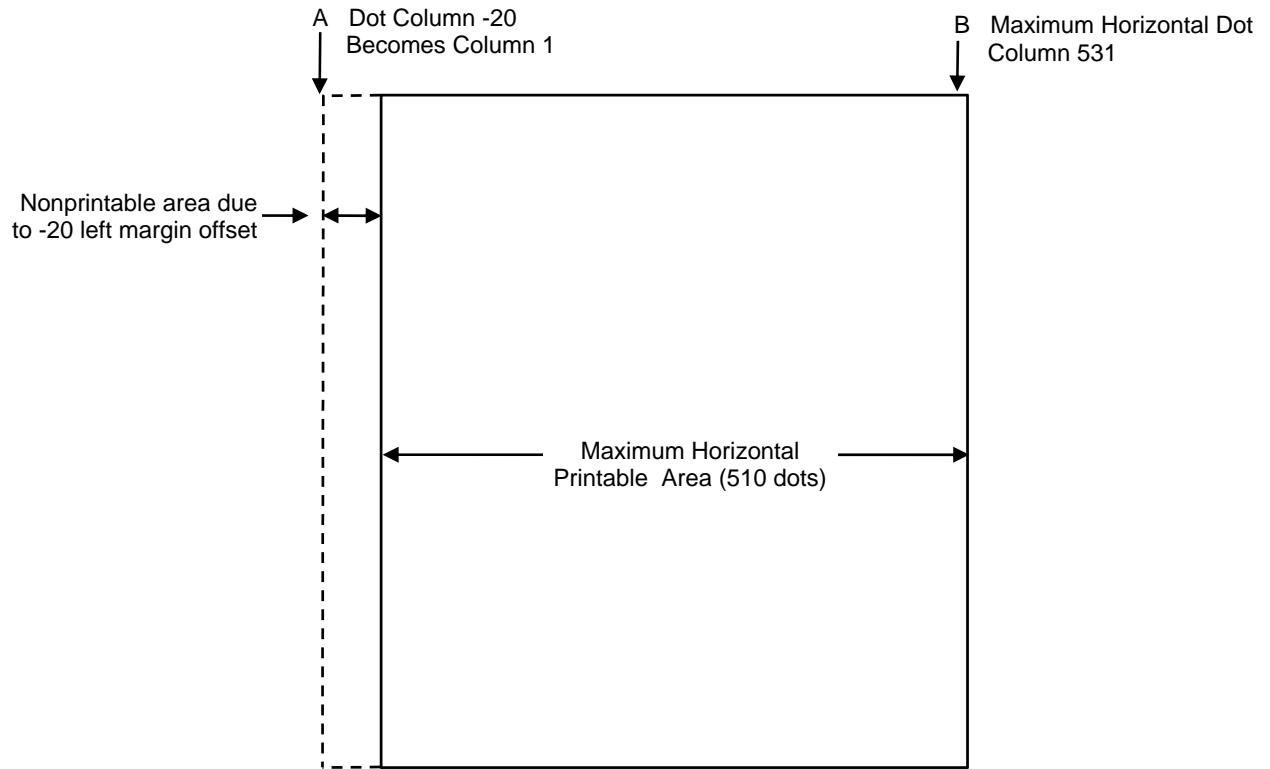 A Dot Column -20
Becomes Column 1
B Maximum Horizontal Dot
Column 531
Nonprintable area due
to -20 left margin offset
Maximum Horizontal
Printable Area (510 dots)